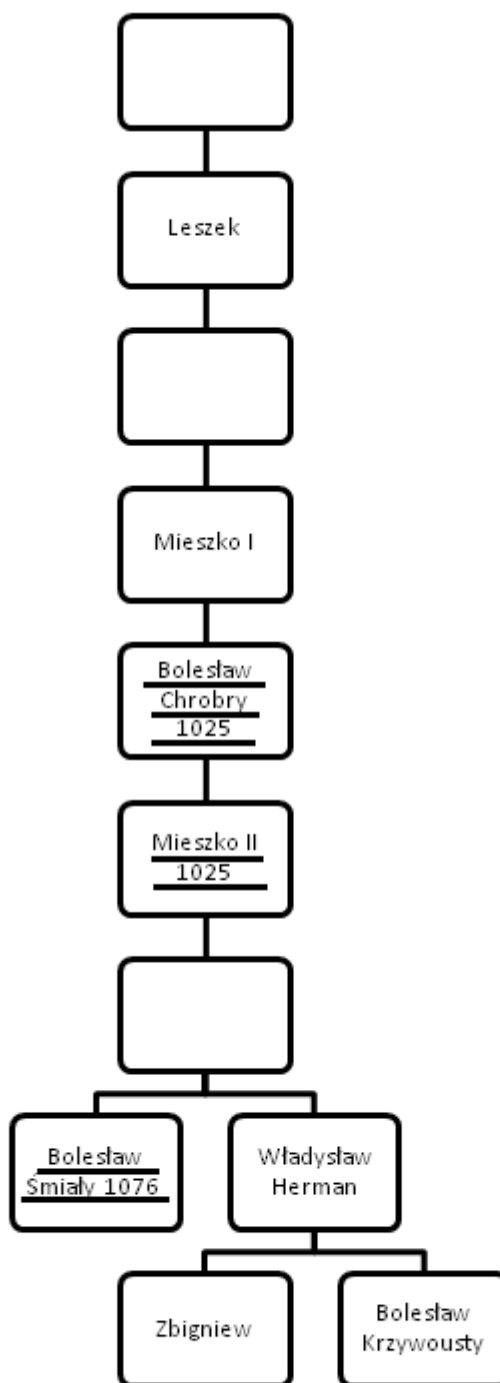 Leszek
Mieszko I
Bolesław
Chrobry
1025
Mieszko II
1025
Bolesław
Śmiały 1076
Władysław
Herman
Zbigniew
Bolesław
Krzywousty